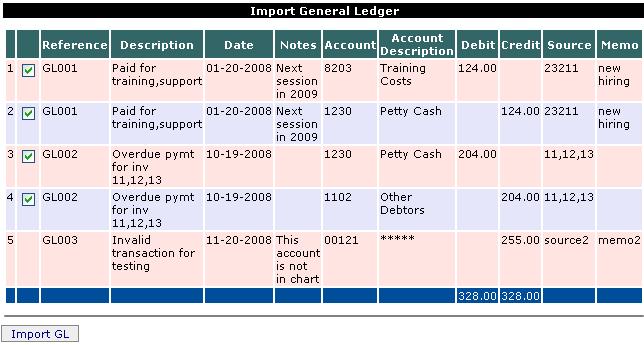 Import General Ledger
Reference Description Date Notes Account Account Description Debit Credit Source Memo
1 GL001 Paid for training,support 01-20-2008 Next session in 2009 8203 Training Costs 124.00 23211 new hiring
2 GL001 Paid for training,support 01-20-2008 Next session in 2009 1230 Petty Cash 124.00 23211 new hiring
3 GL002 Overdue pymt for inv 11,12,13 10-19-2008 1230 Petty Cash 204.00 11,12,13
4 GL002 Overdue pymt for inv 11,12,13 10-19-2008 1102 Other Debtors 204.00 11,12,13
5 GL003 Invalid transaction for testing 11-20-2008 This account is not in chart 00121 ***** 255.00 source2 memo2
328.00 328.00
Import GL